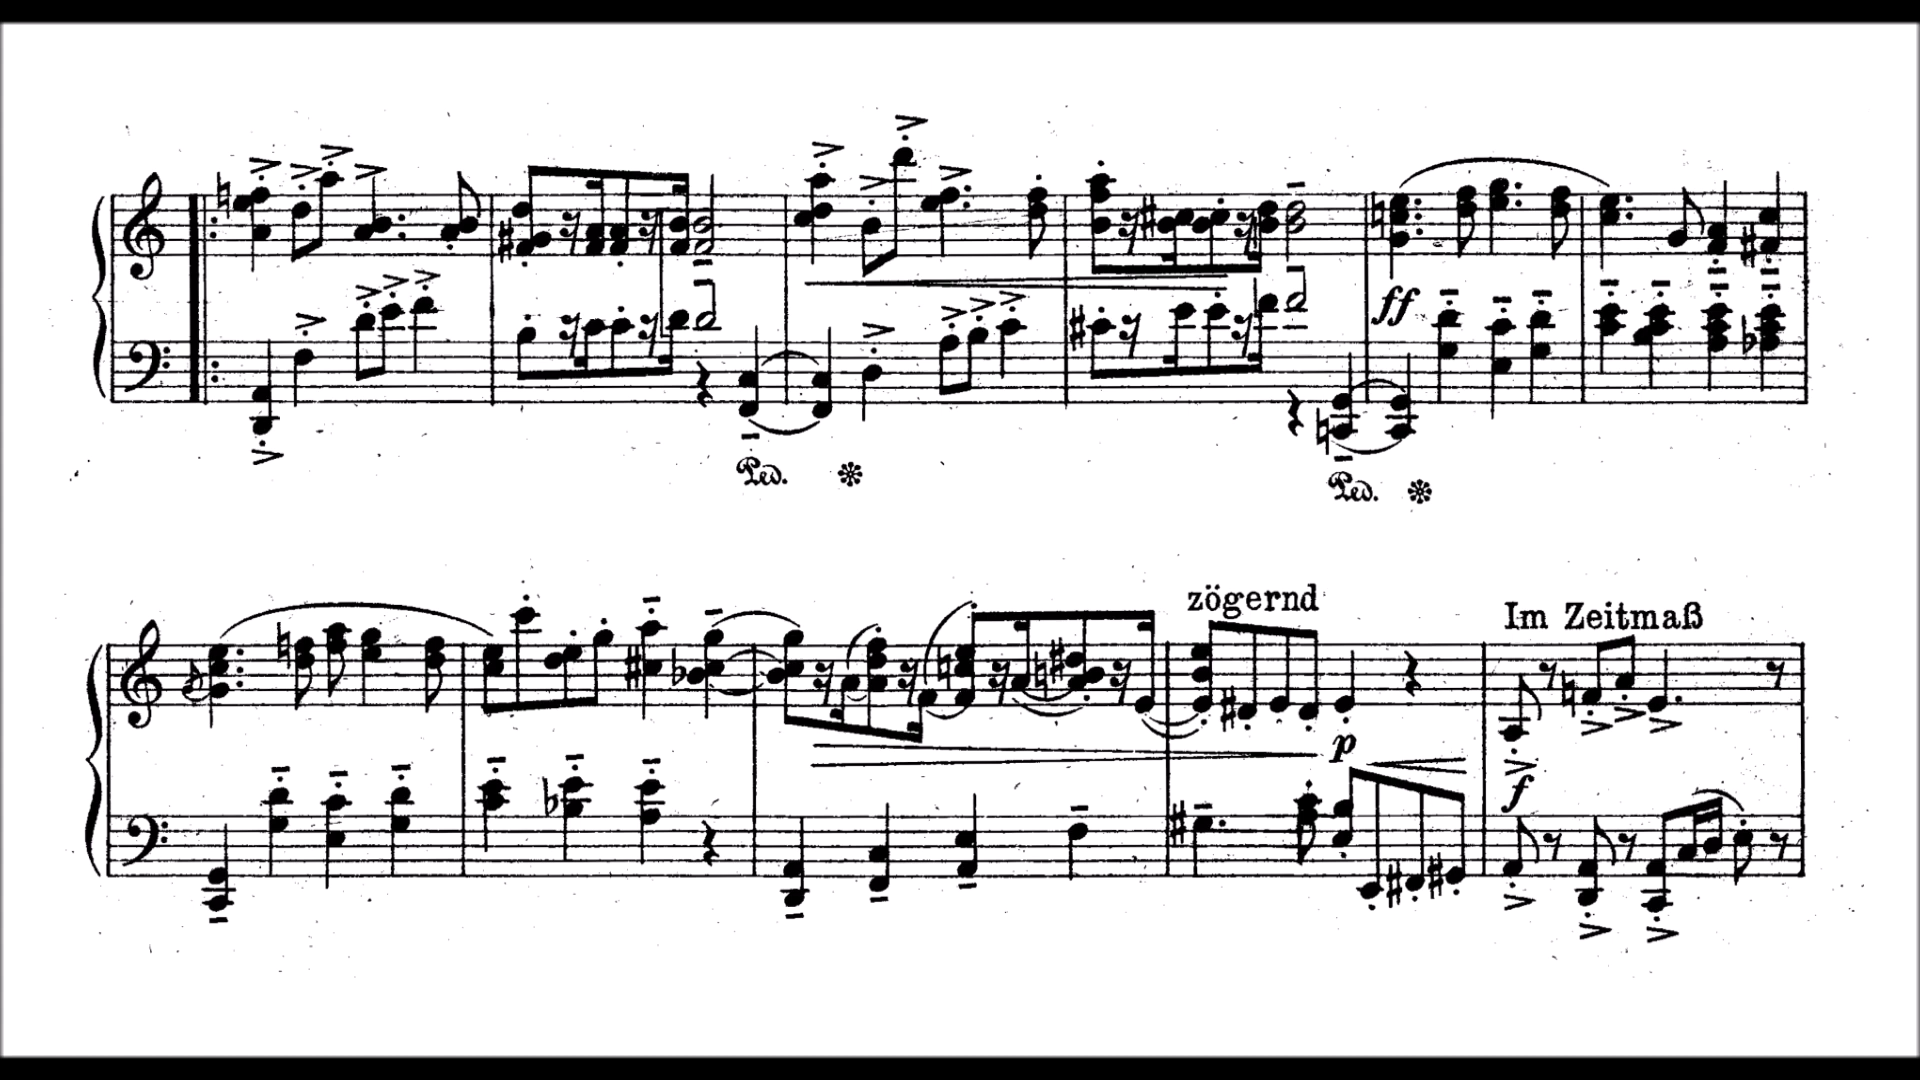 ff
Ped. Ped.
zögernd
Im Zeitmaß
p
f